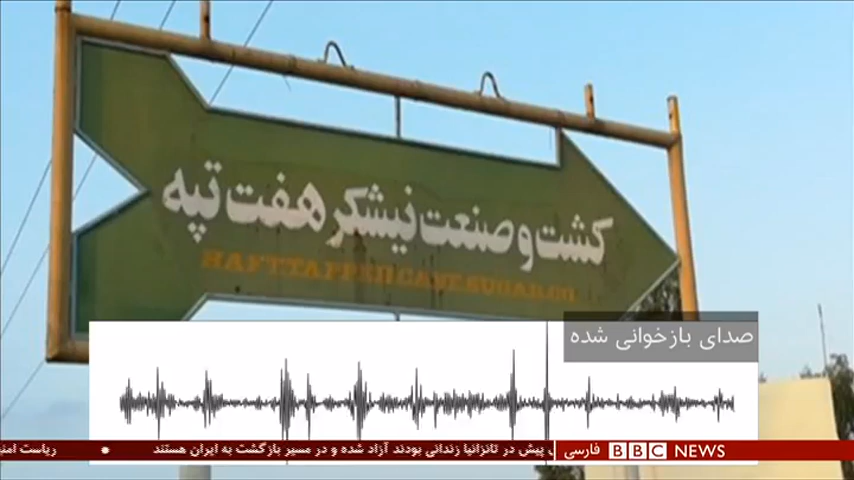 کشت و صنعت نیشکر هفت تپه
HAFTTAPPEH CANE SUGAR.CO
صدای بازخوانی شده
BBC NEWS فارسی
پیش در تانزانیا زندانی بودند آزاد شده و در مسیر بازگشت به ایران هستند
ریاست